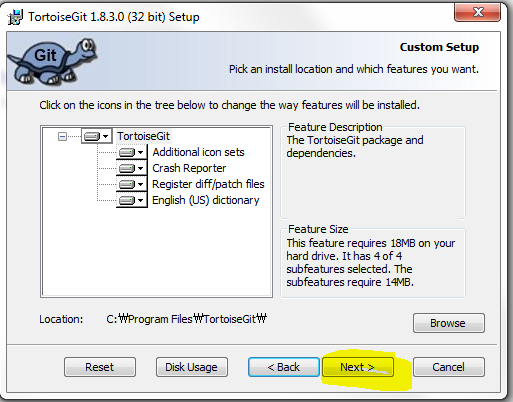 TortoiseGit 1.8.3.0 (32 bit) Setup
Git
Custom Setup
Pick an install location and which features you want.
Click on the icons in the tree below to change the way features will be installed.
TortoiseGit
Additional icon sets
Crash Reporter
Register diff/patch files
English (US) dictionary
Feature Description
The TortoiseGit package and
dependencies.
Feature Size
This feature requires 18MB on your
hard drive. It has 4 of 4
subfeatures selected. The
subfeatures require 14MB.
Location: C:₩Program Files₩TortoiseGit₩
Browse
Reset Disk Usage < Back Next > Cancel